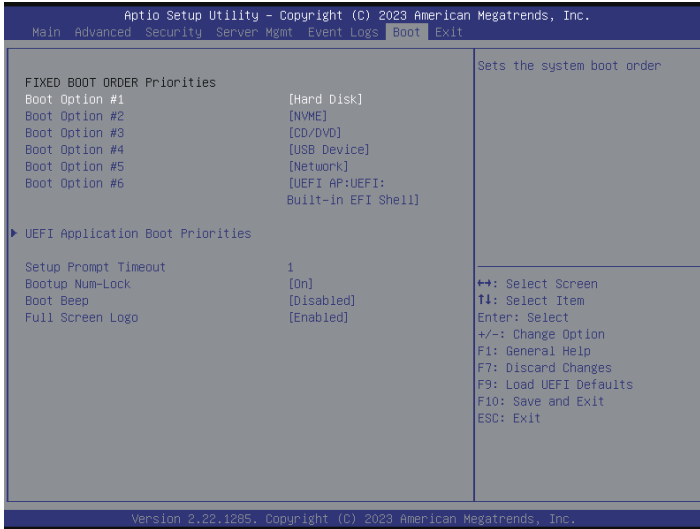 Aptio Setup Utility – Copyright (C) 2023 American Megatrends, Inc.
Main Advanced Security Server Mgmt Event Logs Boot Exit
FIXED BOOT ORDER Priorities
Boot Option #1 [Hard Disk]
Boot Option #2 [NVME]
Boot Option #3 [CD/DVD]
Boot Option #4 [USB Device]
Boot Option #5 [Network]
Boot Option #6 [UEFI AP:UEFI:
Built-in EFI Shell]
UEFI Application Boot Priorities
Setup Prompt Timeout 1
Bootup Num-Lock [On]
Boot Beep [Disabled]
Full Screen Logo [Enabled]
Sets the system boot order
↔: Select Screen
↑↓: Select Item
Enter: Select
+/-: Change Option
F1: General Help
F7: Discard Changes
F9: Load UEFI Defaults
F10: Save and Exit
ESC: Exit
Version 2.22.1285. Copyright (C) 2023 American Megatrends, Inc.